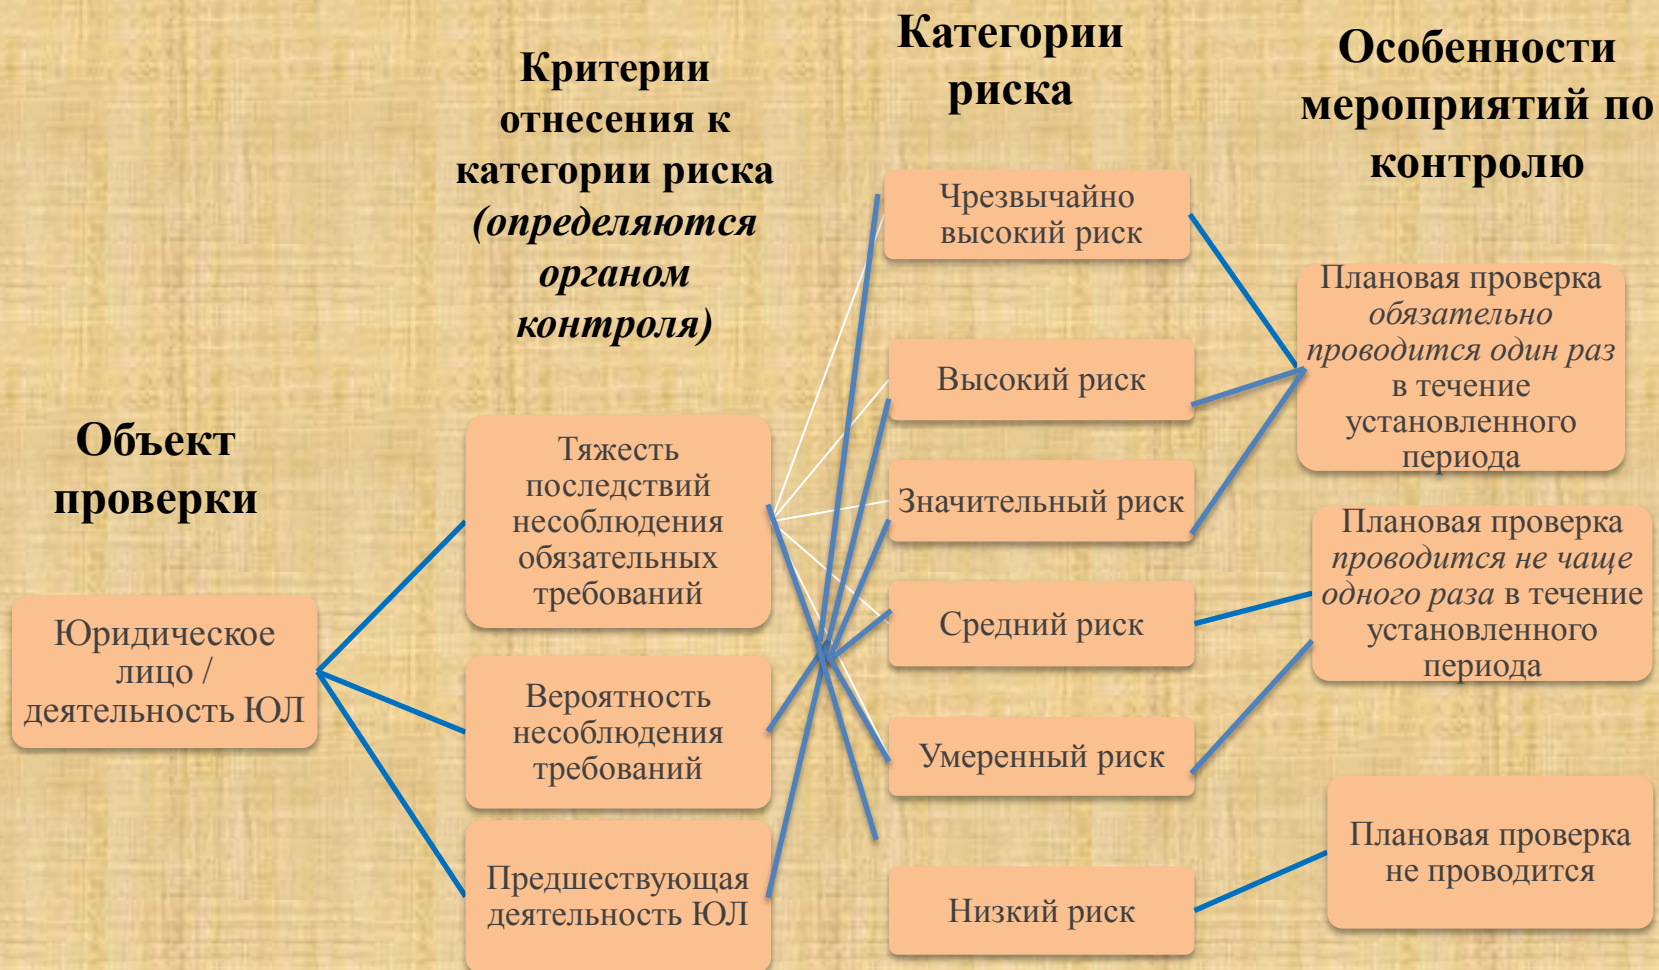 Объект
проверки
Юридическое
лицо /
деятельность ЮЛ
Критерии
отнесения к
категории риска
(определяются
органом
контроля)
Тяжесть
последствий
несоблюдения
обязательных
требований
Вероятность
несоблюдения
требований
Предшествующая
деятельность ЮЛ
Категории
риска
Чрезвычайно
высокий риск
Высокий риск
Значительный риск
Средний риск
Умеренный риск
Низкий риск
Особенности
мероприятий по
контролю
Плановая проверка
обязательно
проводится один раз
в течение
установленного
периода
Плановая проверка
проводится не чаще
одного раза в течение
установленного
периода
Плановая проверка
не проводится